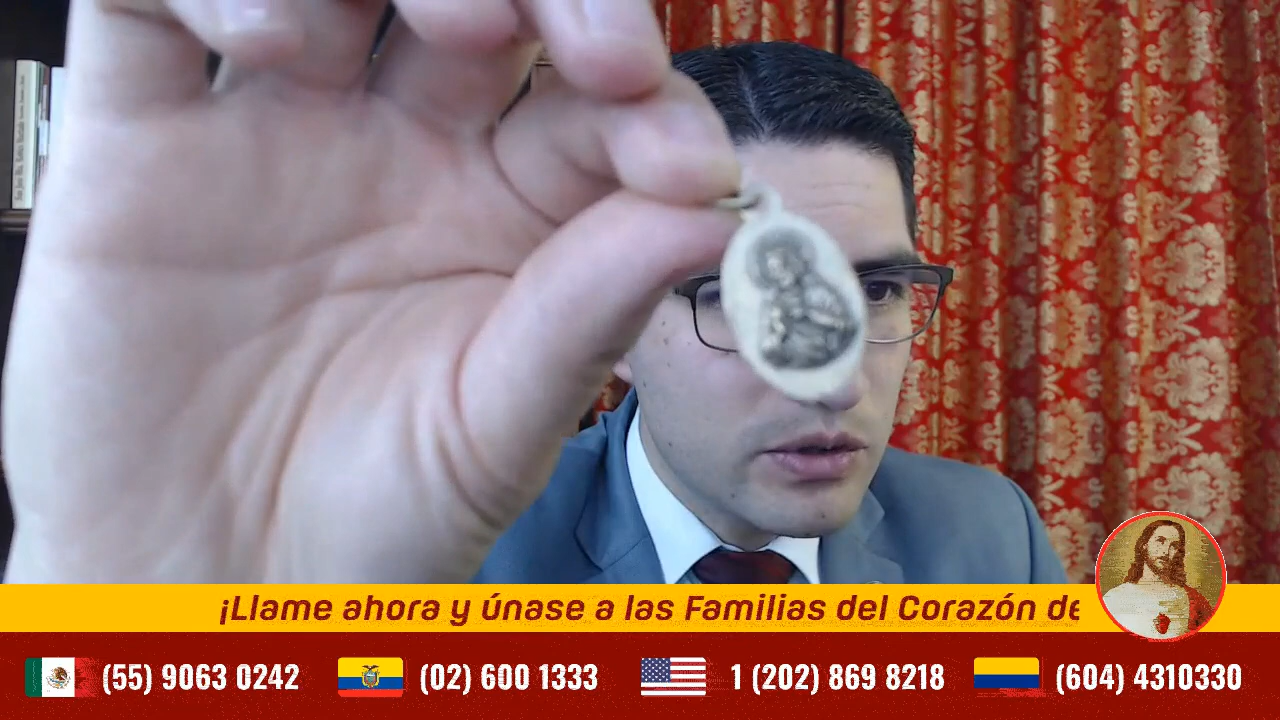 ¡Llame ahora y únase a las Familias del Corazón de
(55) 9063 0242
(02) 600 1333
1 (202) 869 8218
(604) 4310330